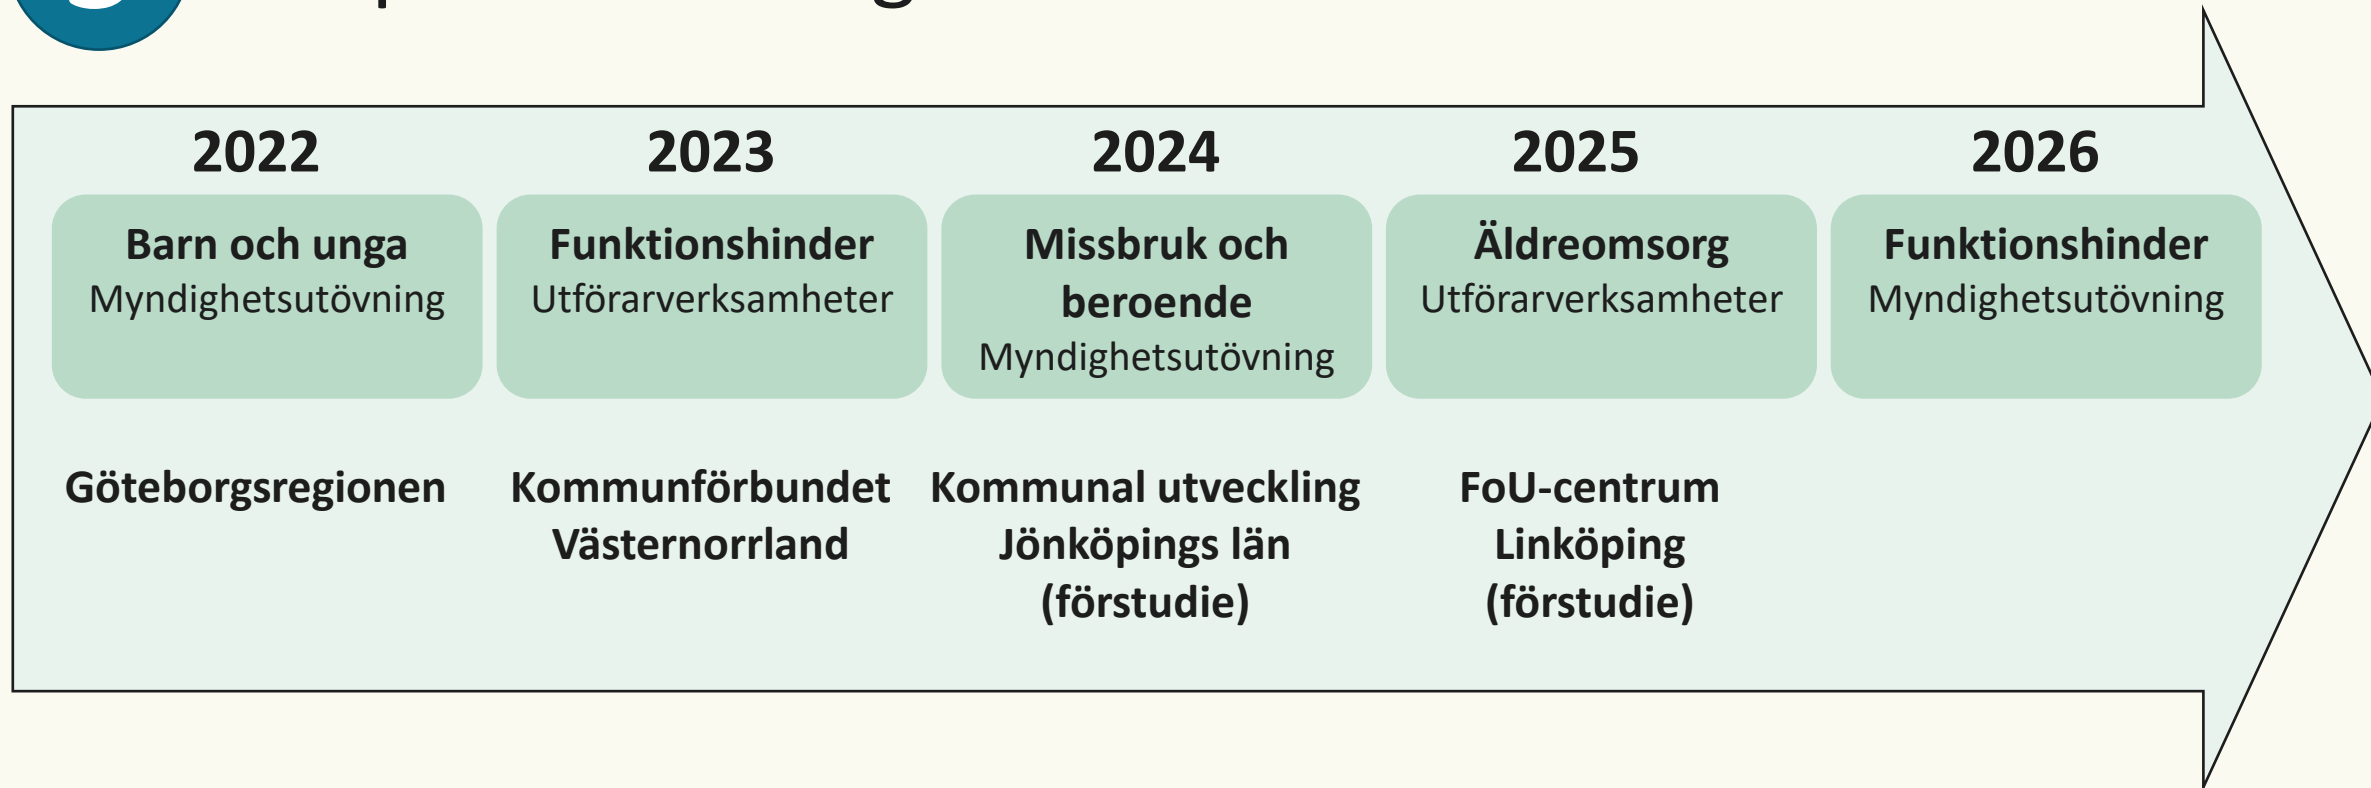 2022
2023
2024
2025
2026
Barn och unga
Myndighetsutövning
Funktionshinder
Utförarverksamheter
Missbruk och
beroende
Myndighetsutövning
Äldreomsorg
Utförarverksamheter
Funktionshinder
Myndighetsutövning
Göteborgsregionen
Kommunförbundet
Västernorrland
Kommunal utveckling
Jönköpings län
(förstudie)
FoU-centrum
Linköping
(förstudie)